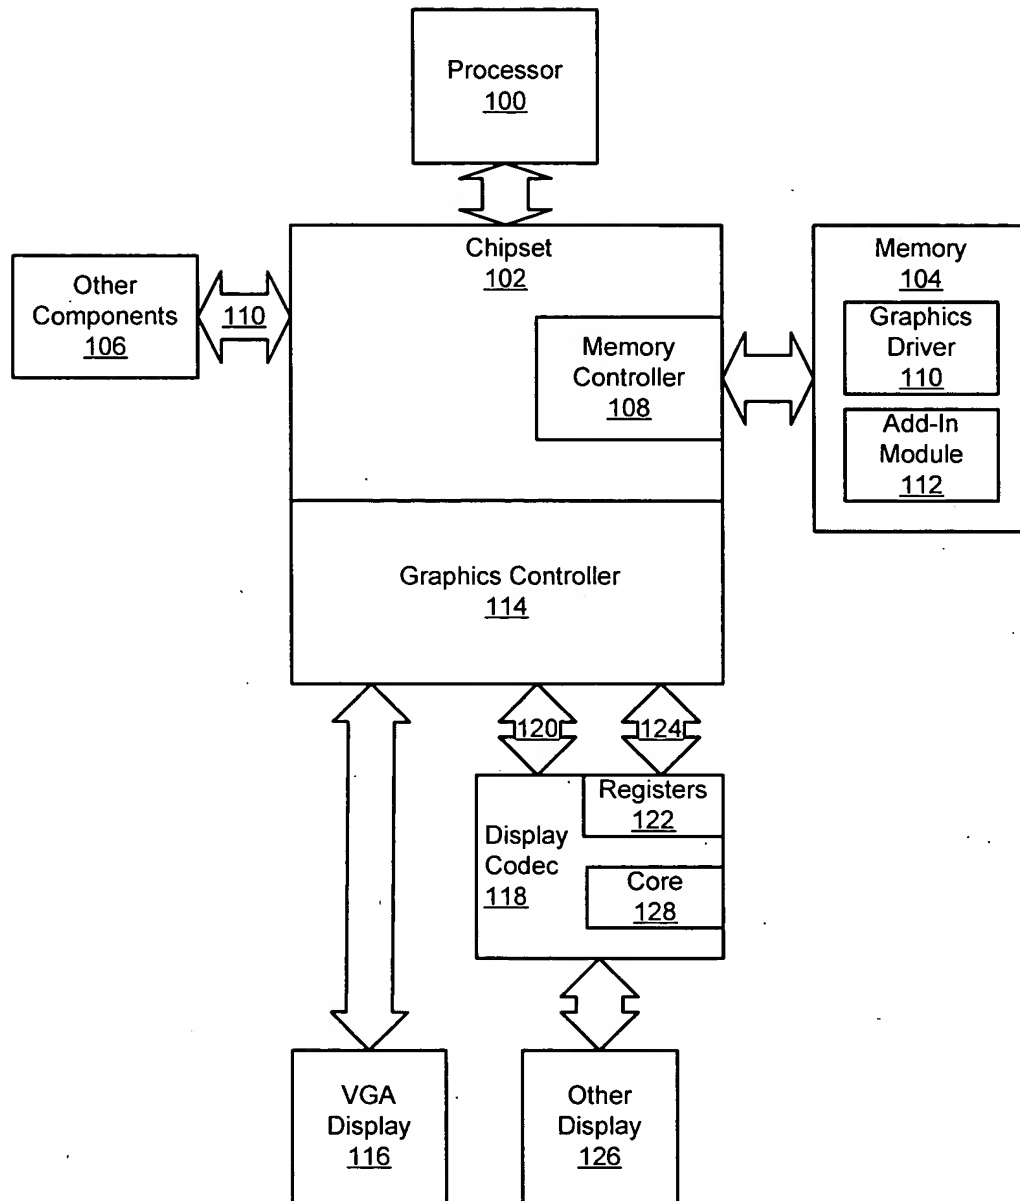 Processor
100
Chipset
102
Other
Components
106
110
Memory
Controller
108
Memory
104
Graphics
Driver
110
Add-In
Module
112
Graphics Controller
114
120
124
Registers
122
Display
Codec
118
Core
128
VGA
Display
116
Other
Display
126